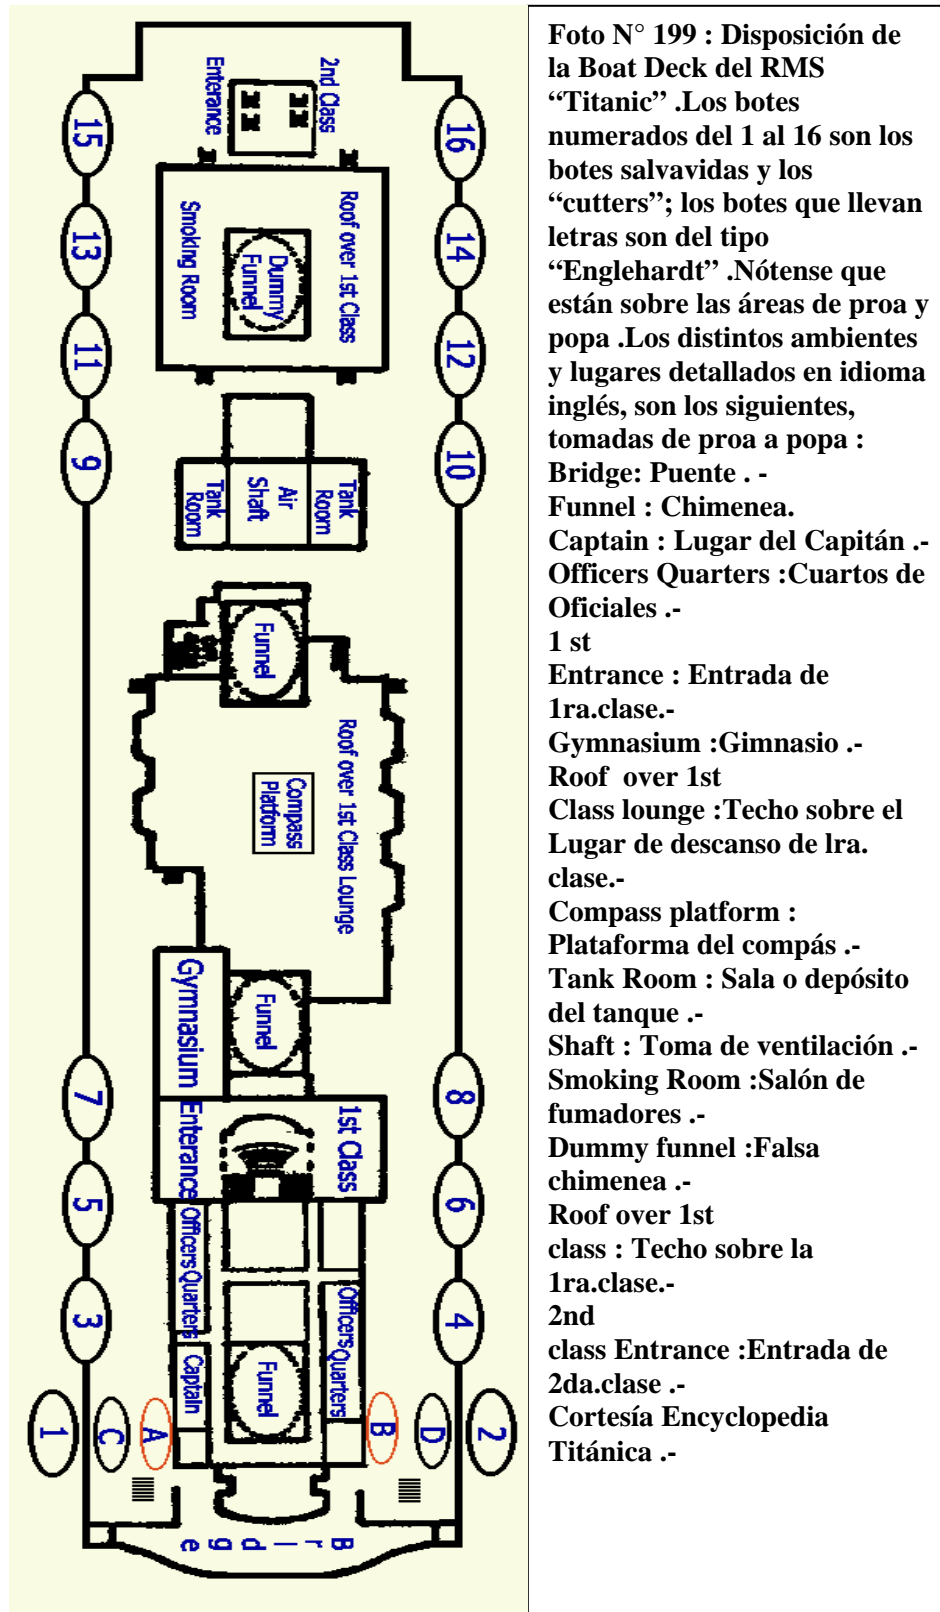 2nd Class
Enterance
15
16
Roof over 1st Class
Smoking Room
Dummy
Funnel
13
14
11
12
9
10
Tank
Room
Air
Shaft
Tank
Room
Funnel
Roof over 1st Class Lounge
Compass
Platform
Gymnasium
Funnel
7
8
1st Class
Enterance
5
6
Officers Quarters
Officers Quarters
3
4
Captain
Funnel
1
C
A
B
D
2
Bridge
Foto N° 199 : Disposición de
la Boat Deck del RMS
“Titanic” .Los botes
numerados del 1 al 16 son los
botes salvavidas y los
“cutters”; los botes que llevan
letras son del tipo
“Englehardt” .Nótense que
están sobre las áreas de proa y
popa .Los distintos ambientes
y lugares detallados en idioma
inglés, son los siguientes,
tomadas de proa a popa :
Bridge: Puente . -
Funnel : Chimenea.
Captain : Lugar del Capitán .-
Officers Quarters :Cuartos de
Oficiales .-
1 st
Entrance : Entrada de
1ra.clase.-
Gymnasium :Gimnasio .-
Roof over 1st
Class lounge :Techo sobre el
Lugar de descanso de lra.
clase.-
Compass platform :
Plataforma del compás .-
Tank Room : Sala o depósito
del tanque .-
Shaft : Toma de ventilación .-
Smoking Room :Salón de
fumadores .-
Dummy funnel :Falsa
chimenea .-
Roof over 1st
class : Techo sobre la
1ra.clase.-
2nd
class Entrance :Entrada de
2da.clase .-
Cortesía Encyclopedia
Titánica .-